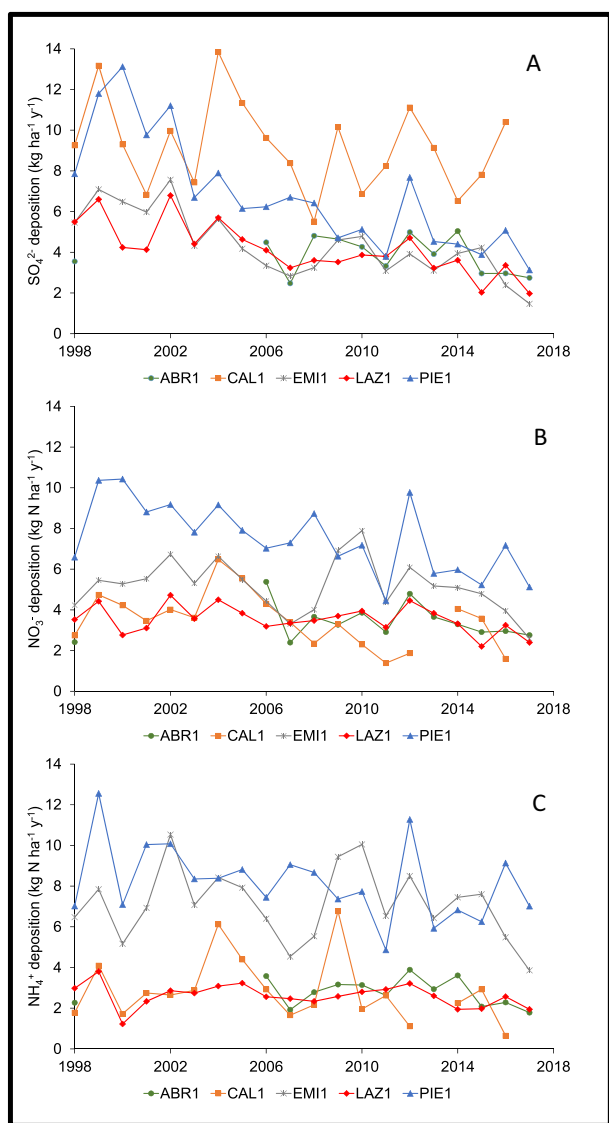 A
SO₄²⁻ deposition (kg ha⁻¹ y⁻¹)
14
12
10
8
6
4
2
0
1998 2002 2006 2010 2014 2018
ABR1 CAL1 EMI1 LAZ1 PIE1
B
NO₃⁻ deposition (kg N ha⁻¹ y⁻¹)
14
12
10
8
6
4
2
0
1998 2002 2006 2010 2014 2018
ABR1 CAL1 EMI1 LAZ1 PIE1
C
NH₄⁺ deposition (kg N ha⁻¹ y⁻¹)
14
12
10
8
6
4
2
0
1998 2002 2006 2010 2014 2018
ABR1 CAL1 EMI1 LAZ1 PIE1